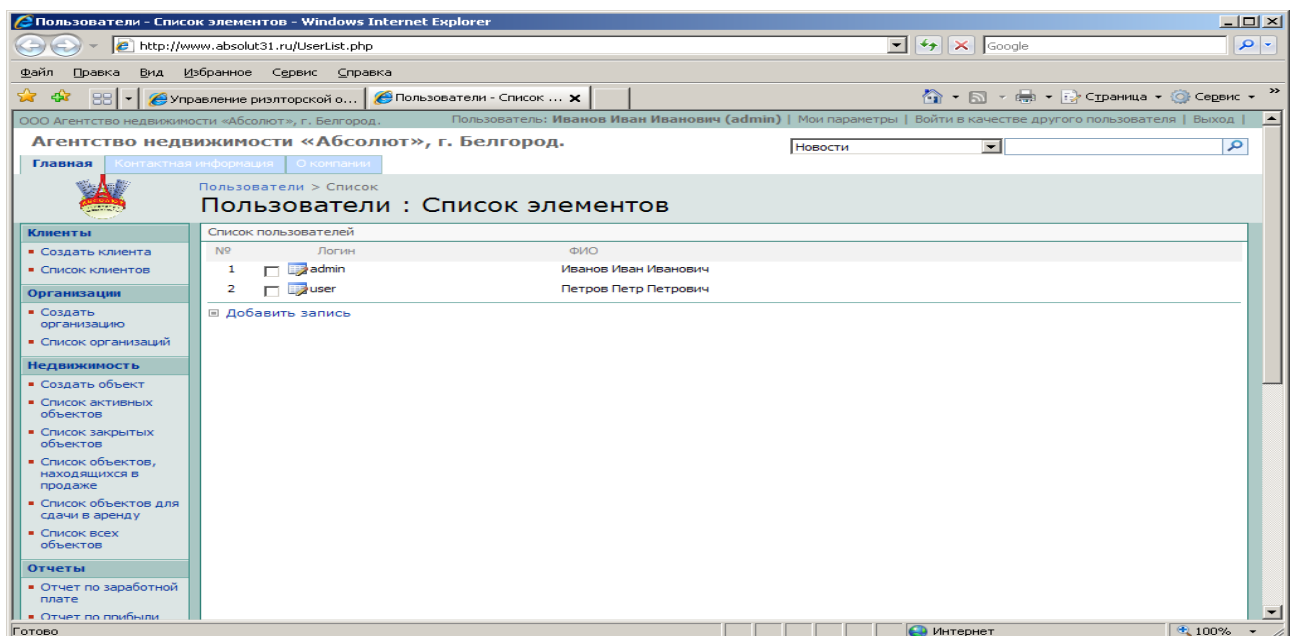 Пользователи - Список элементов - Windows Internet Explorer
http://www.absolut31.ru/UserList.php
Google
Файл Правка Вид Избранное Сервис Справка
Управление риэлторской о... Пользователи - Список ... Страница Сервис
ООО Агентство недвижимости «Абсолют», г. Белгород. Пользователь: Иванов Иван Иванович (admin) | Мои параметры | Войти в качестве другого пользователя | Выход |
Агентство недвижимости «Абсолют», г. Белгород.
Новости
Главная Контактная информация О компании
АБСОЛЮТ
Пользователи > Список
Пользователи : Список элементов
Клиенты
Создать клиента
Список клиентов
Организации
Создать
организацию
Список организаций
Недвижимость
Создать объект
Список активных
объектов
Список закрытых
объектов
Список объектов,
находящихся в
продаже
Список объектов для
сдачи в аренду
Список всех
объектов
Отчеты
Отчет по заработной
плате
Отчет по прибыли
Список пользователей
№ Логин ФИО
1 admin Иванов Иван Иванович
2 user Петров Петр Петрович
Добавить запись
Готово Интернет 100%